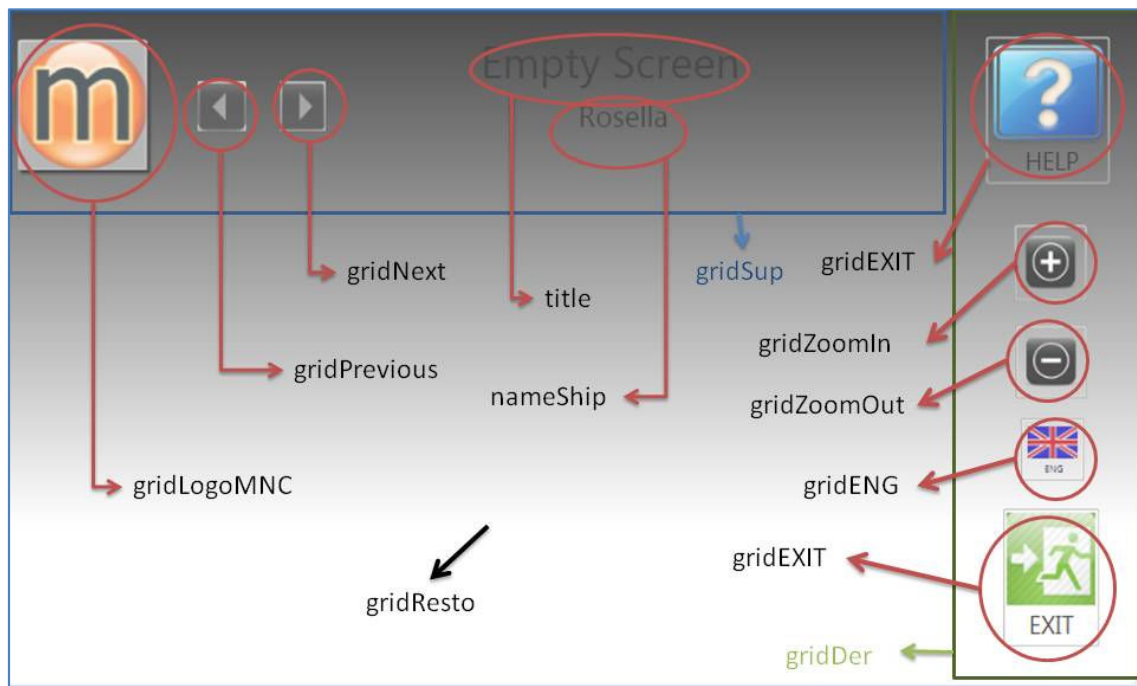 m
Empty Screen
Rosella
HELP
gridNext
title
gridSup
gridEXIT
gridPrevious
nameShip
gridZoomIn
gridZoomOut
ENG
gridLogoMNC
gridENG
gridEXIT
gridResto
EXIT
gridDer